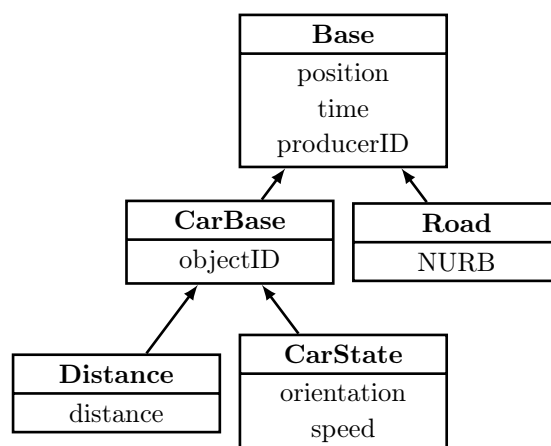 Base
position
time
producerID
CarBase
objectID
Road
NURB
Distance
distance
CarState
orientation
speed